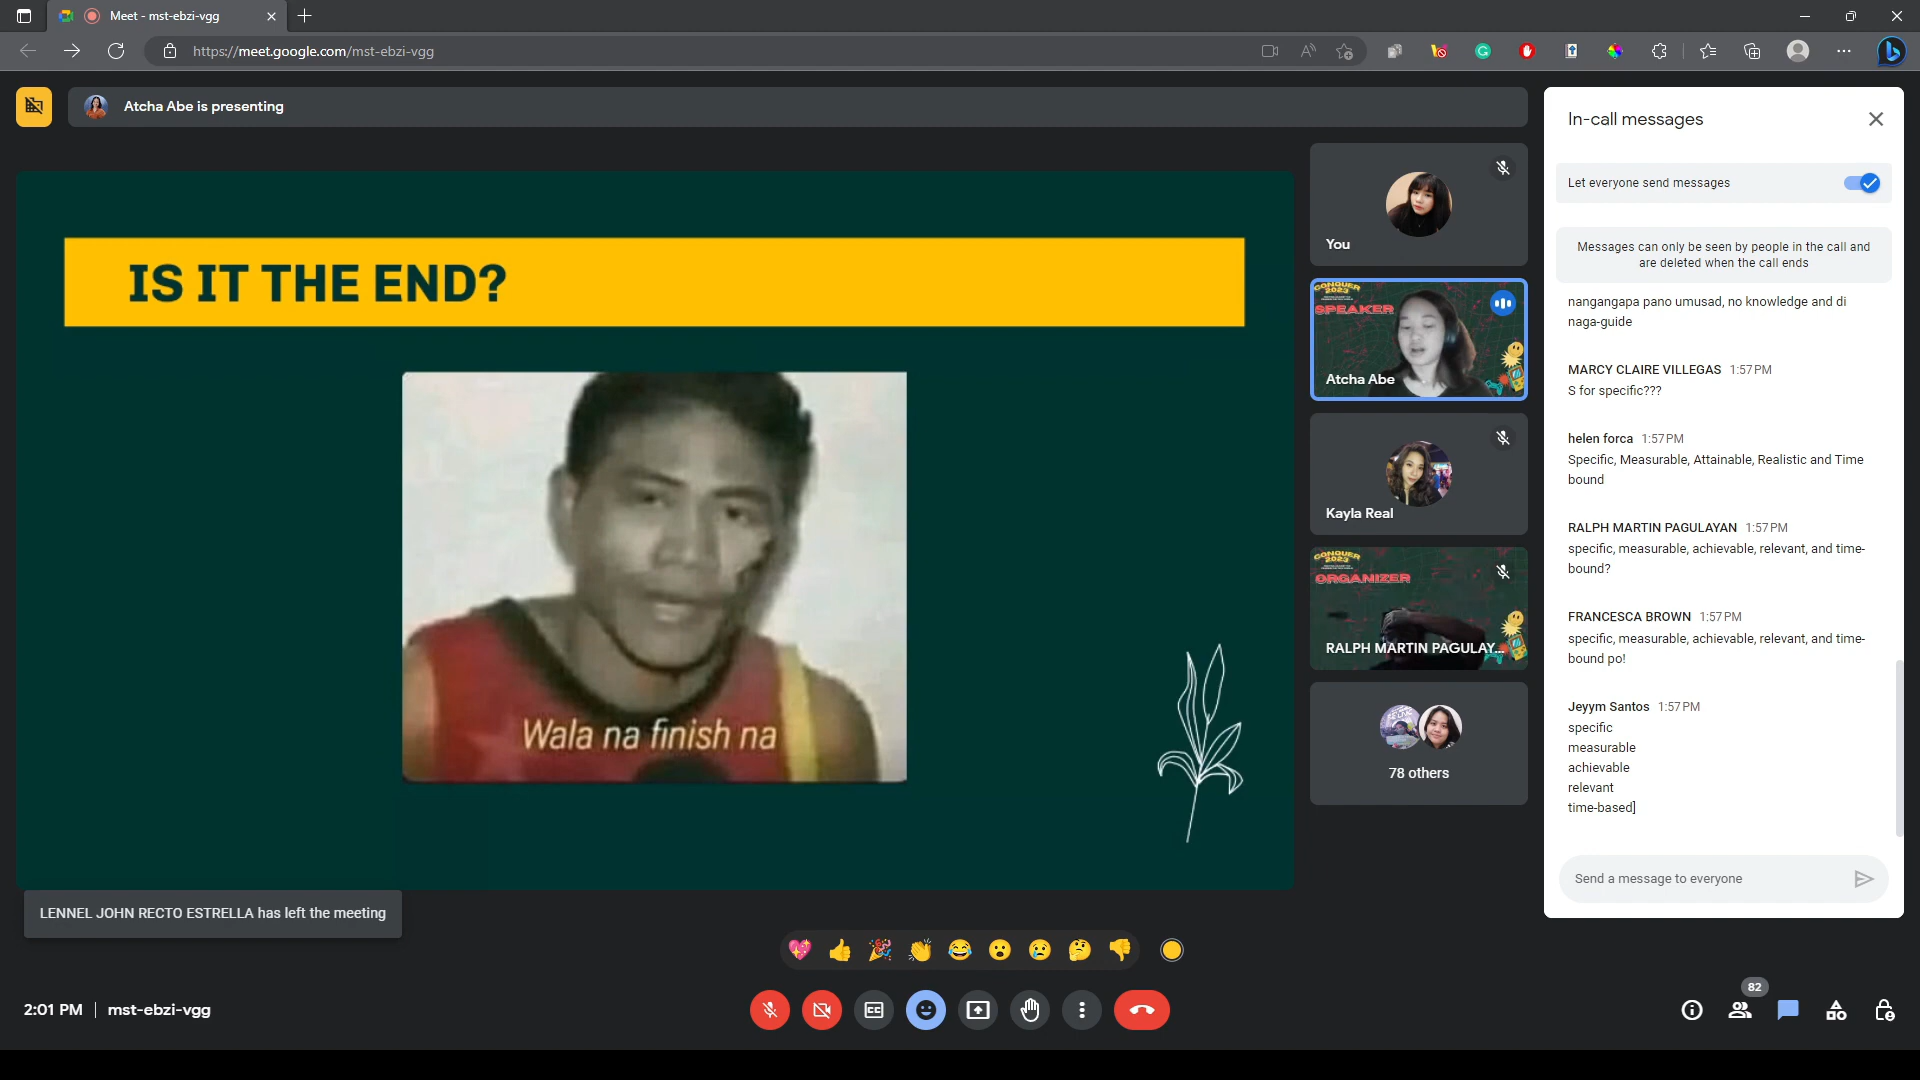 Meet - mst-ebzi-vgg
https://meet.google.com/mst-ebzi-vgg
Atcha Abe is presenting
IS IT THE END?
Wala na finish na
LENNEL JOHN RECTO ESTRELLA has left the meeting
You
CONQUER
2023
SPEAKER
Atcha Abe
Kayla Real
CONQUER
2023
ORGANIZER
RALPH MARTIN PAGULAY...
78 others
In-call messages
Let everyone send messages
Messages can only be seen by people in the call and
are deleted when the call ends
nangangapa pano umusad, no knowledge and di
naga-guide
MARCY CLAIRE VILLEGAS 1:57 PM
S for specific???
helen forca 1:57 PM
Specific, Measurable, Attainable, Realistic and Time
bound
RALPH MARTIN PAGULAYAN 1:57 PM
specific, measurable, achievable, relevant, and time-
bound?
FRANCESCA BROWN 1:57 PM
specific, measurable, achievable, relevant, and time-
bound po!
Jeyym Santos 1:57 PM
specific
measurable
achievable
relevant
time-based]
Send a message to everyone
2:01 PM | mst-ebzi-vgg
CC
82